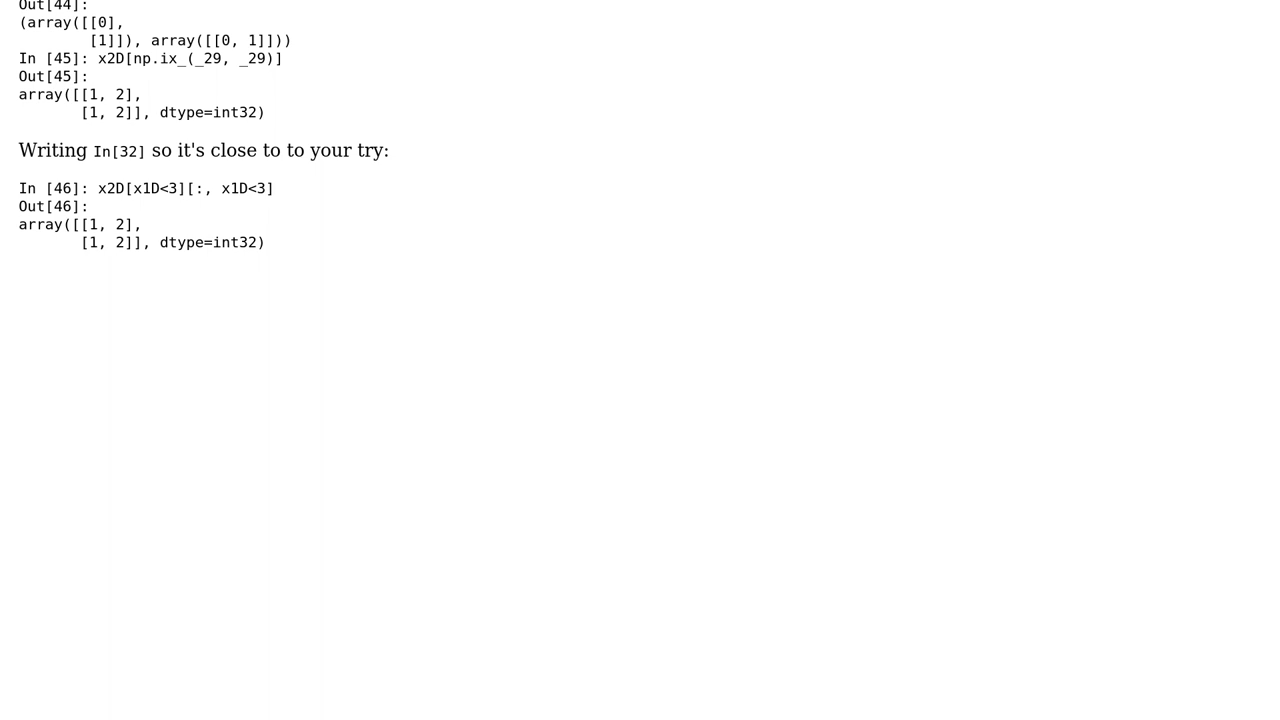 Out[44]:
(array([[0],
        [1]]), array([[0, 1]]))
In [45]: x2D[np.ix_(_29, _29)]
Out[45]:
array([[1, 2],
       [1, 2]], dtype=int32)
Writing In[32] so it's close to to your try:
In [46]: x2D[x1D<3][:, x1D<3]
Out[46]:
array([[1, 2],
       [1, 2]], dtype=int32)